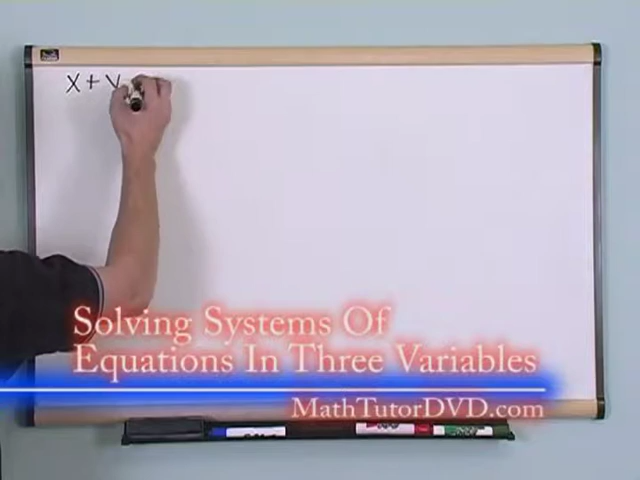 x + y
Solving Systems Of
Equations In Three Variables
MathTutorDVD.com